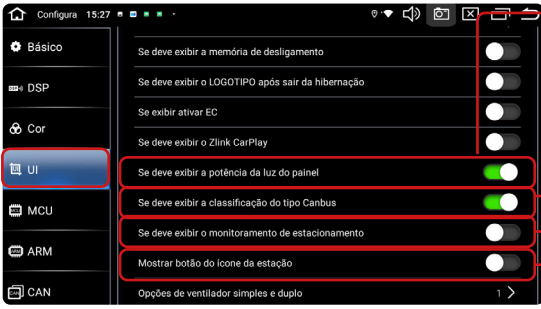 Configura 15:27
Básico
DSP
Cor
UI
MCU
ARM
CAN
Se deve exibir a memória de desligamento
Se deve exibir o LOGOTIPO após sair da hibernação
Se exibir ativar EC
Se deve exibir o Zlink CarPlay
Se deve exibir a potência da luz do painel
Se deve exibir a classificação do tipo Canbus
Se deve exibir o monitoramento de estacionamento
Mostrar botão do ícone da estação
Opções de ventilador simples e duplo 1